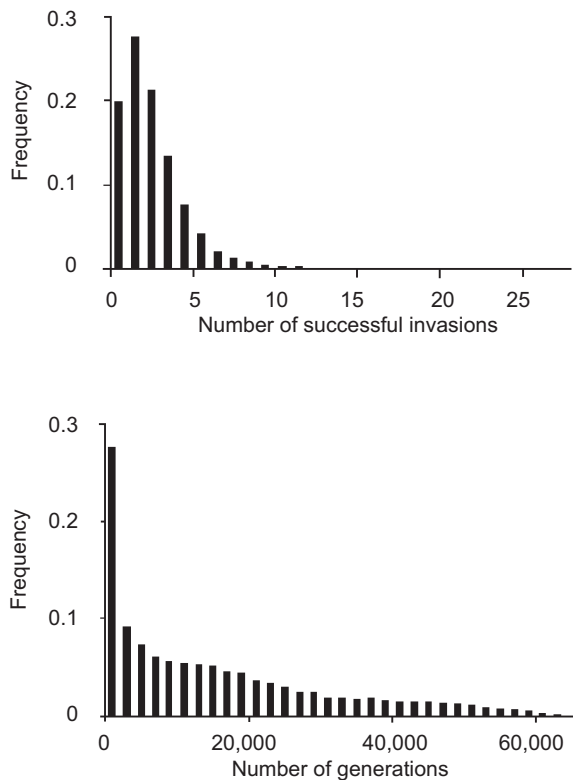 0.3
0.2
0.1
0
Frequency
0 5 10 15 20 25
Number of successful invasions
0.3
0.2
0.1
0
Frequency
0 20,000 40,000 60,000
Number of generations